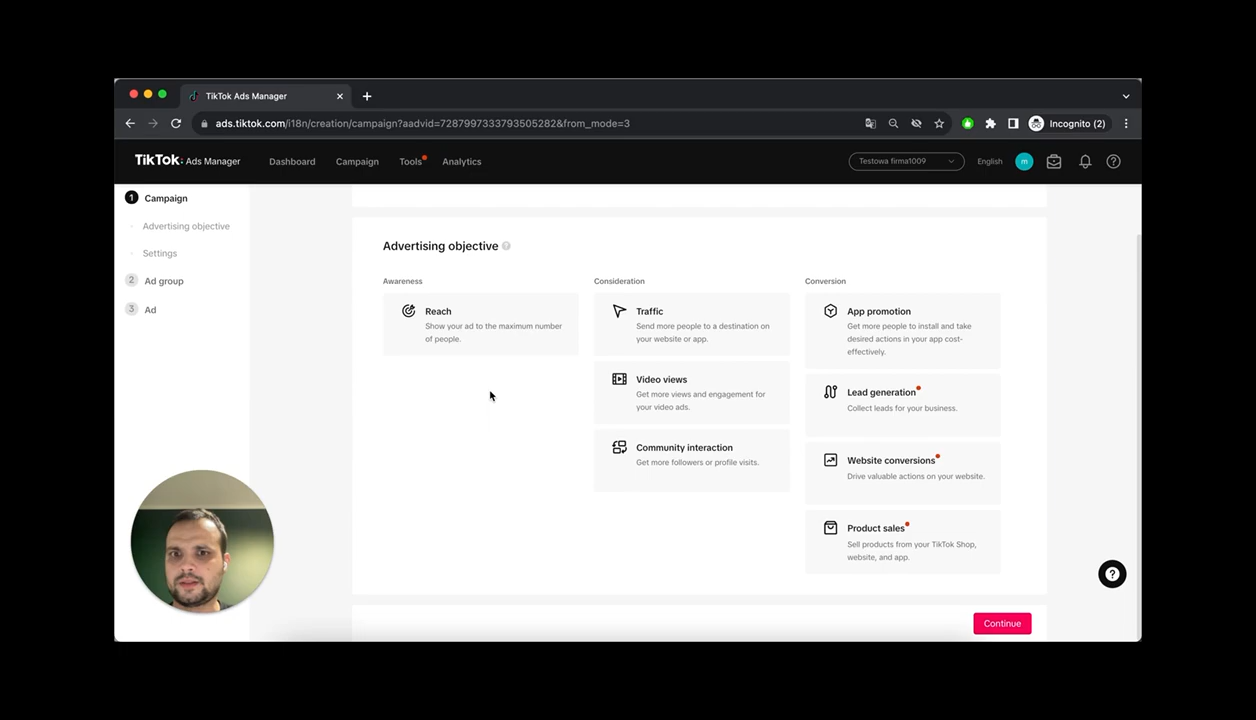 TikTok Ads Manager
ads.tiktok.com/i18n/creation/campaign?aadvid=7287997333793505282&from_mode=3
Incognito (2)
TikTok: Ads Manager
Dashboard
Campaign
Tools
Analytics
Testowa firma1009
English
m
1 Campaign
Advertising objective
Settings
2 Ad group
3 Ad
Advertising objective
Awareness
Reach
Show your ad to the maximum number
of people.
Consideration
Traffic
Send more people to a destination on
your website or app.
Video views
Get more views and engagement for
your video ads.
Community interaction
Get more followers or profile visits.
Conversion
App promotion
Get more people to install and take
desired actions in your app cost-
effectively.
Lead generation
Collect leads for your business.
Website conversions
Drive valuable actions on your website.
Product sales
Sell products from your TikTok Shop,
website, and app.
Continue